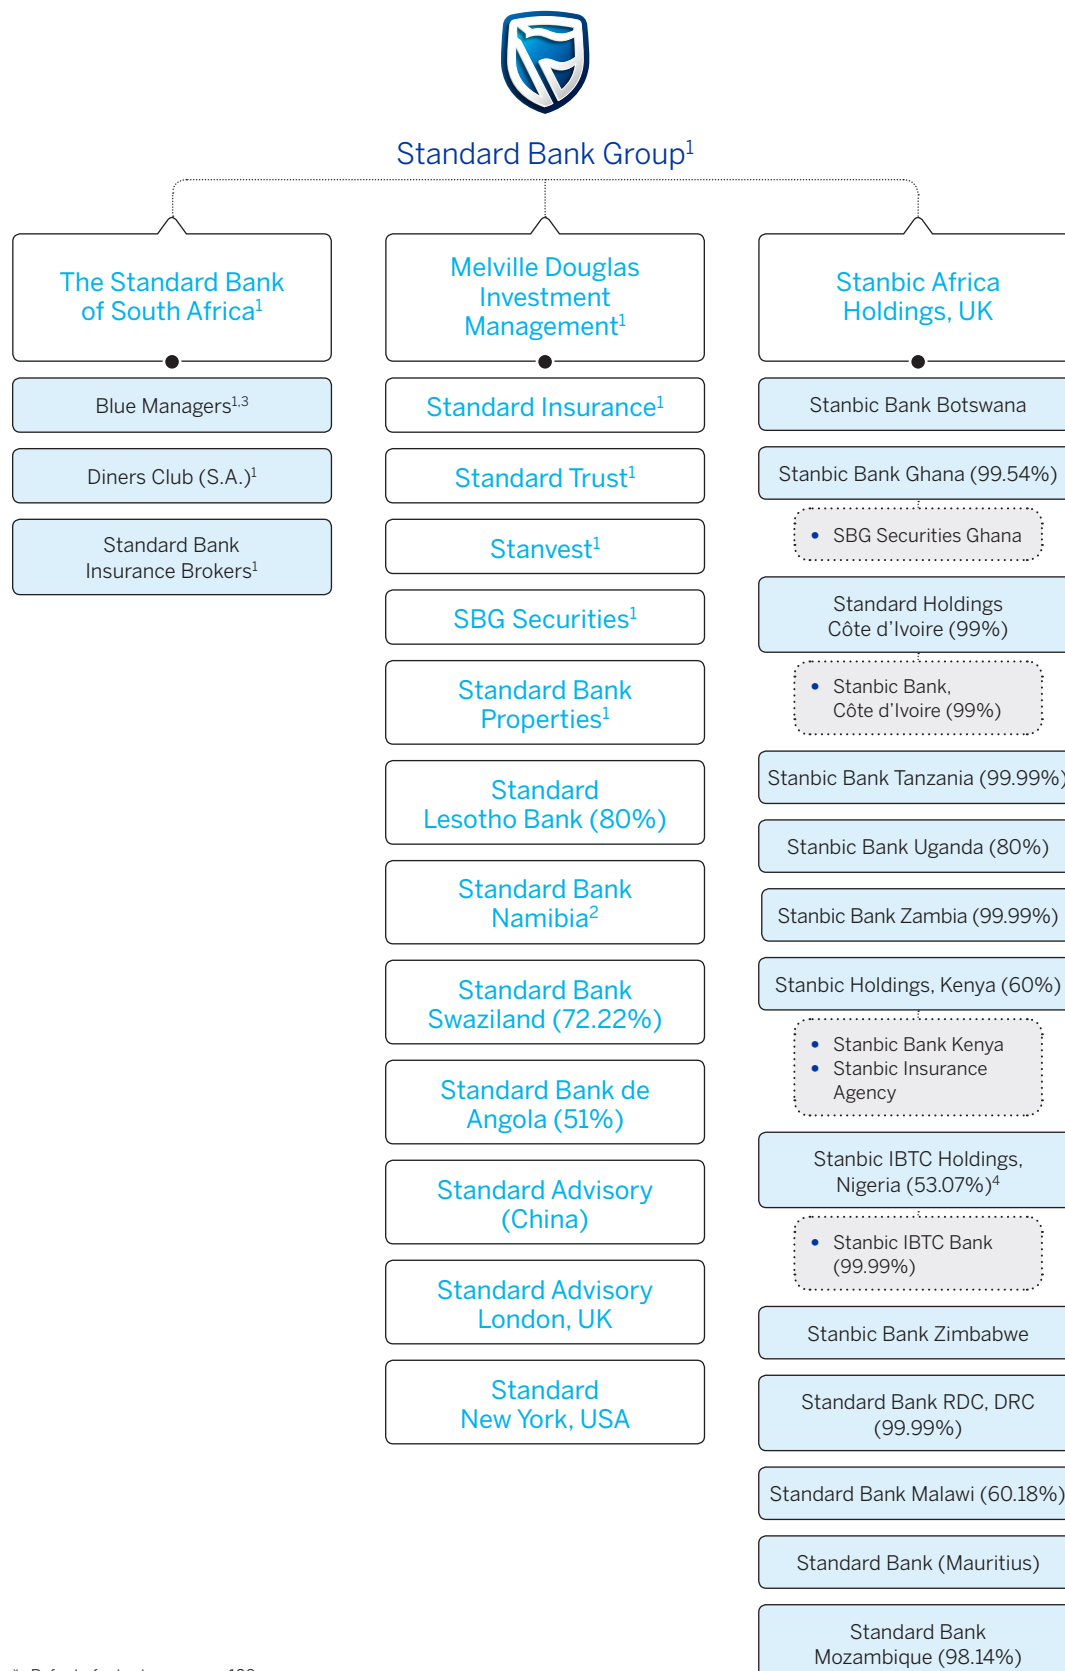 Standard Bank Group¹
The Standard Bank
of South Africa¹
Blue Managers¹,³
Diners Club (S.A.)¹
Standard Bank
Insurance Brokers¹
Melville Douglas
Investment
Management¹
Standard Insurance¹
Standard Trust¹
Stanvest¹
SBG Securities¹
Standard Bank
Properties¹
Standard
Lesotho Bank (80%)
Standard Bank
Namibia²
Standard Bank
Swaziland (72.22%)
Standard Bank de
Angola (51%)
Standard Advisory
(China)
Standard Advisory
London, UK
Standard
New York, USA
Stanbic Africa
Holdings, UK
Stanbic Bank Botswana
Stanbic Bank Ghana (99.54%)
• SBG Securities Ghana
Standard Holdings
Côte d’Ivoire (99%)
• Stanbic Bank,
Côte d’Ivoire (99%)
Stanbic Bank Tanzania (99.99%)
Stanbic Bank Uganda (80%)
Stanbic Bank Zambia (99.99%)
Stanbic Holdings, Kenya (60%)
• Stanbic Bank Kenya
• Stanbic Insurance
Agency
Stanbic IBTC Holdings,
Nigeria (53.07%)⁴
• Stanbic IBTC Bank
(99.99%)
Stanbic Bank Zimbabwe
Standard Bank RDC, DRC
(99.99%)
Standard Bank Malawi (60.18%)
Standard Bank (Mauritius)
Standard Bank
Mozambique (98.14%)